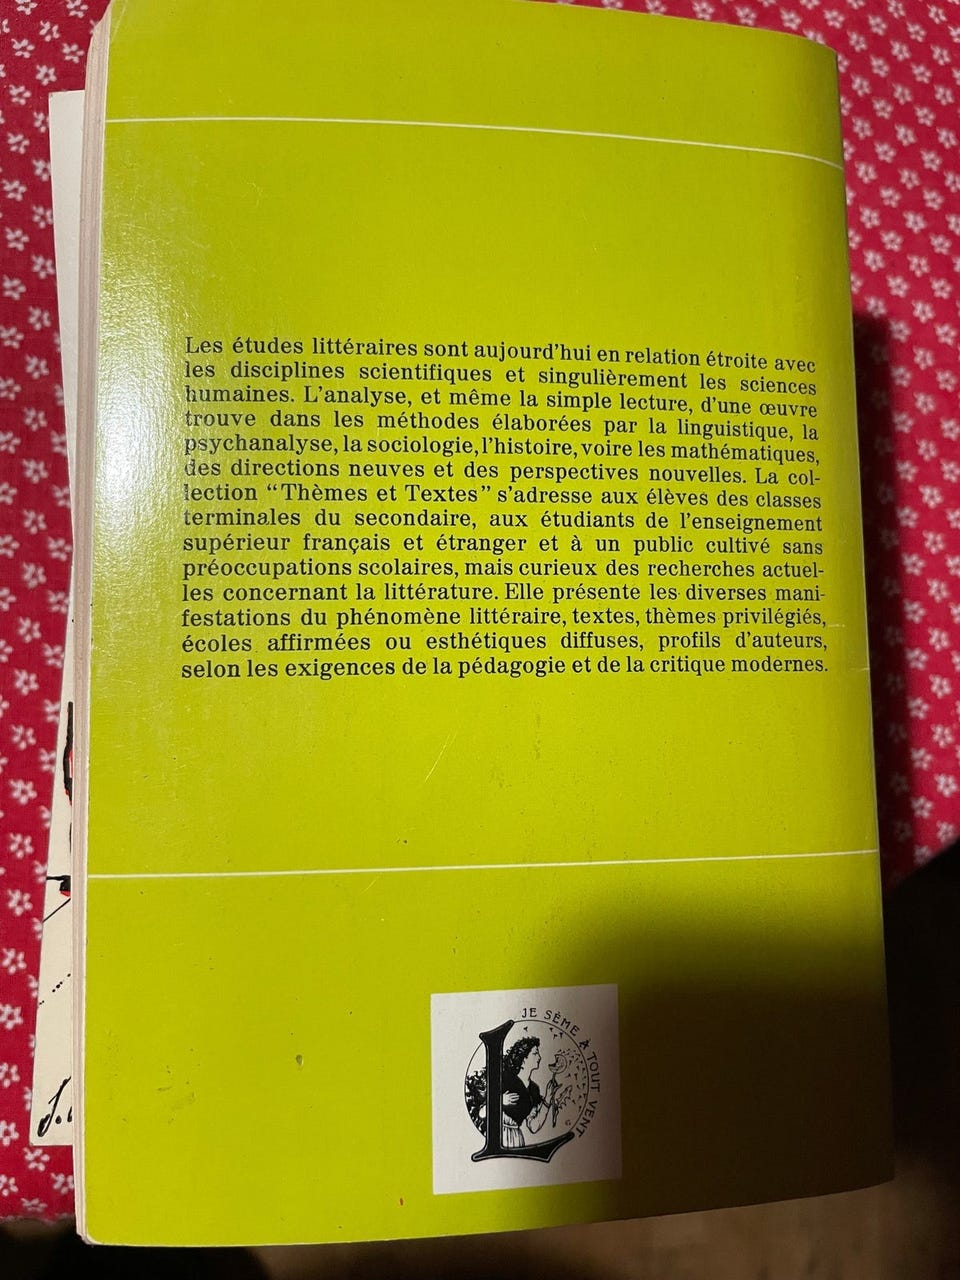 Les études littéraires sont aujourd'hui en relation étroite avec
les disciplines scientifiques et singulièrement les sciences
humaines. L'analyse, et même la simple lecture, d'une œuvre
trouve dans les méthodes élaborées par la linguistique, la
psychanalyse, la sociologie, l'histoire, voire les mathématiques,
des directions neuves et des perspectives nouvelles. La col-
lection “Thèmes et Textes” s'adresse aux élèves des classes
terminales du secondaire, aux étudiants de l'enseignement
supérieur français et étranger et à un public cultivé sans
préoccupations scolaires, mais curieux des recherches actuel-
les concernant la littérature. Elle présente les diverses mani-
festations du phénomène littéraire, textes, thèmes privilégiés,
écoles affirmées ou esthétiques diffuses, profils d'auteurs,
selon les exigences de la pédagogie et de la critique modernes.
JE SÈME À TOUT VENT
L